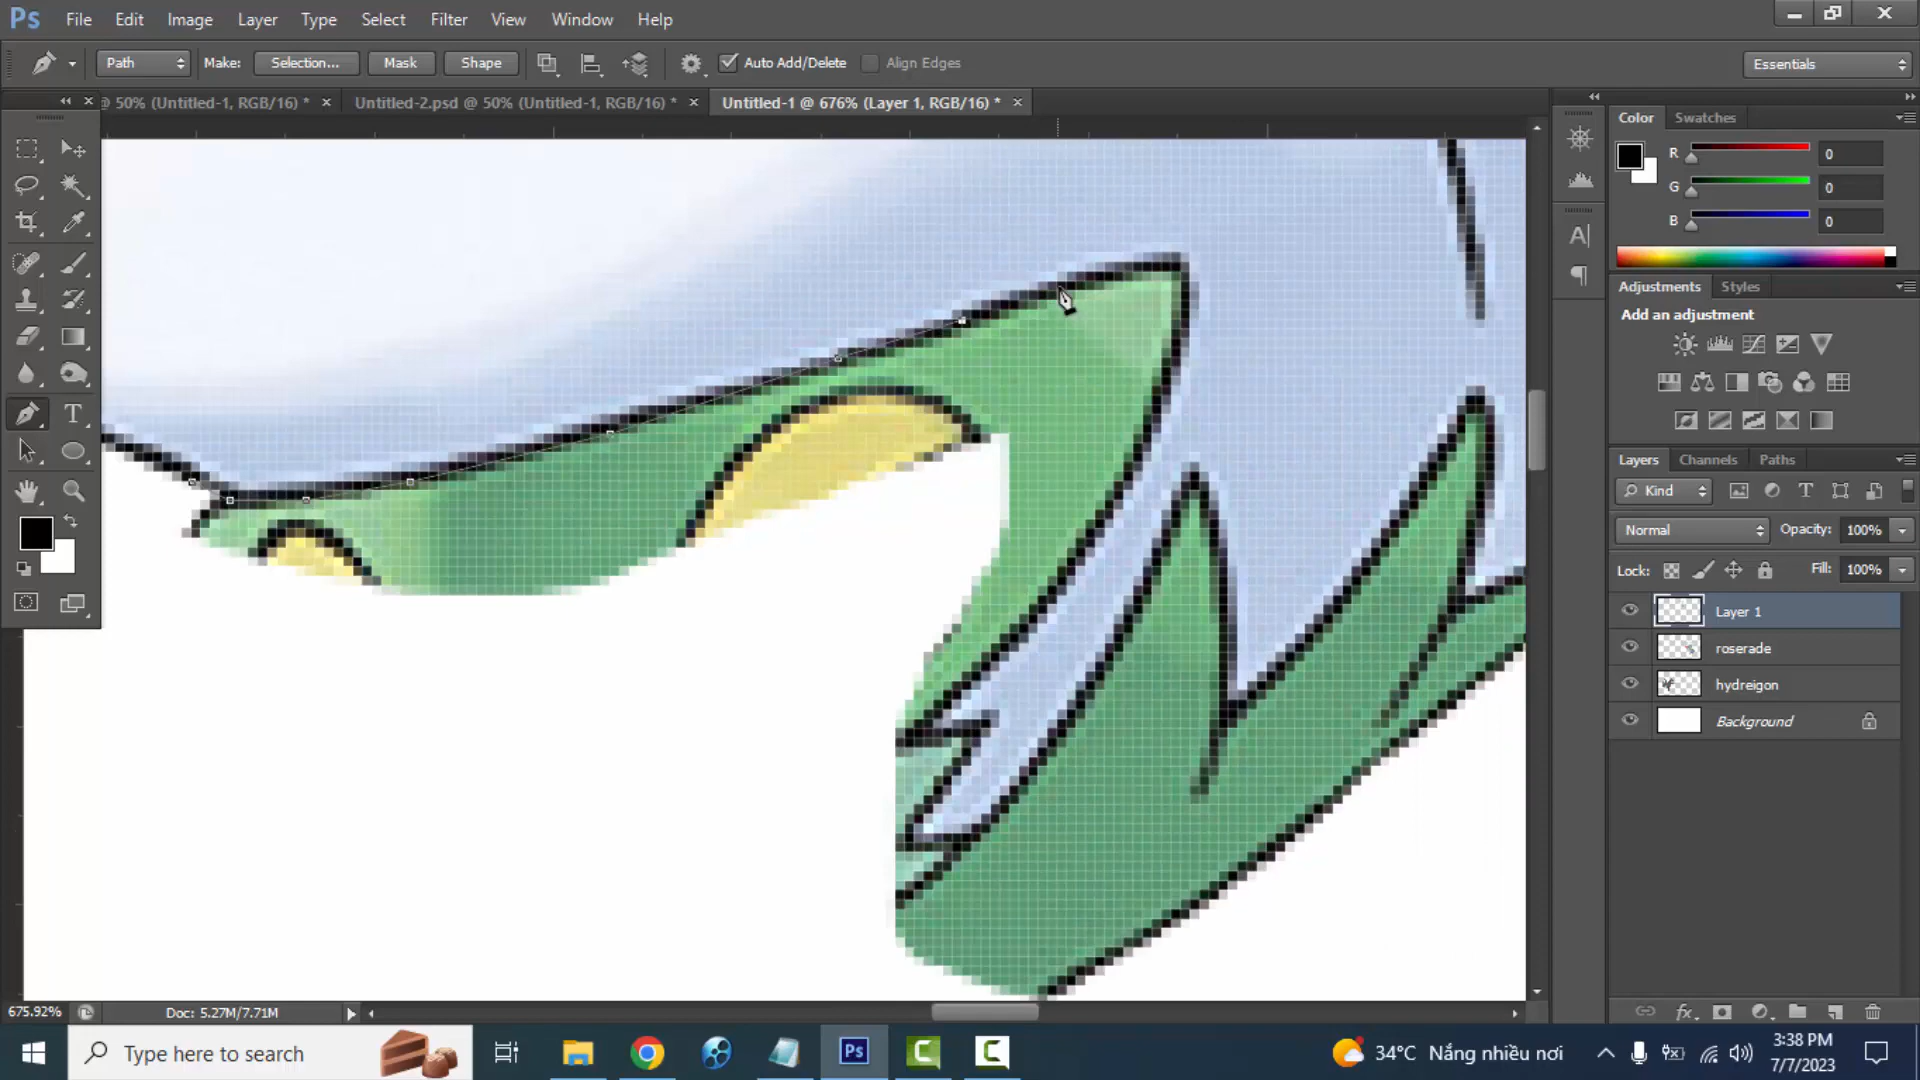 Ps File Edit Image Layer Type Select Filter View Window Help
Path Make: Selection... Mask Shape Auto Add/Delete Align Edges Essentials
@ 50% (Untitled-1, RGB/16) * × Untitled-2.psd @ 50% (Untitled-1, RGB/16) * × Untitled-1 @ 676% (Layer 1, RGB/16) * ×
Color Swatches
R 0
G 0
B 0
Adjustments Styles
Add an adjustment
Layers Channels Paths
Kind
Normal Opacity: 100%
Lock: Fill: 100%
Layer 1
roserade
hydreigon
Background
675.92% Doc: 5.27M/7.71M
Type here to search
34°C Nắng nhiều nơi
3:38 PM
7/7/2023